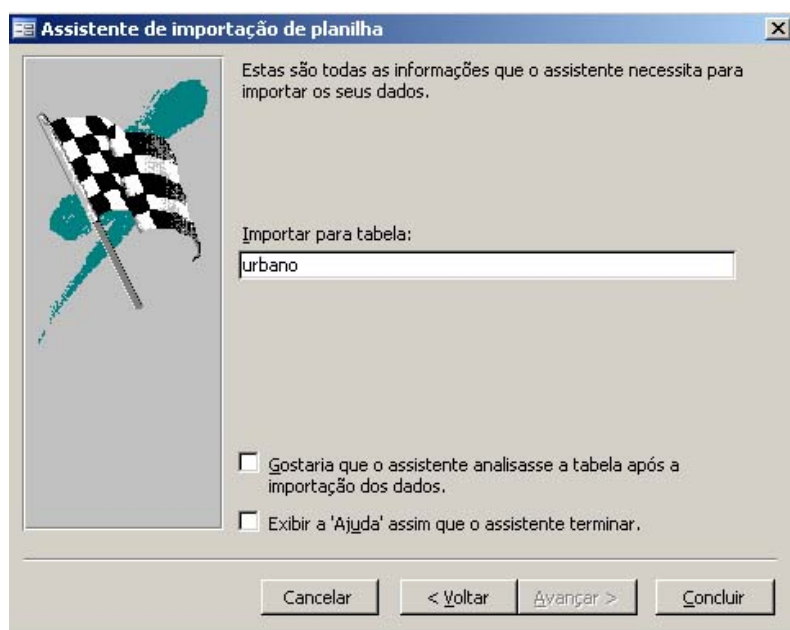 Assistente de importação de planilha
Estas são todas as informações que o assistente necessita para
importar os seus dados.
Importar para tabela:
urbano
Gostaria que o assistente analisasse a tabela após a
importação dos dados.
Exibir a 'Ajuda' assim que o assistente terminar.
Cancelar
< Voltar
Avançar >
Concluir